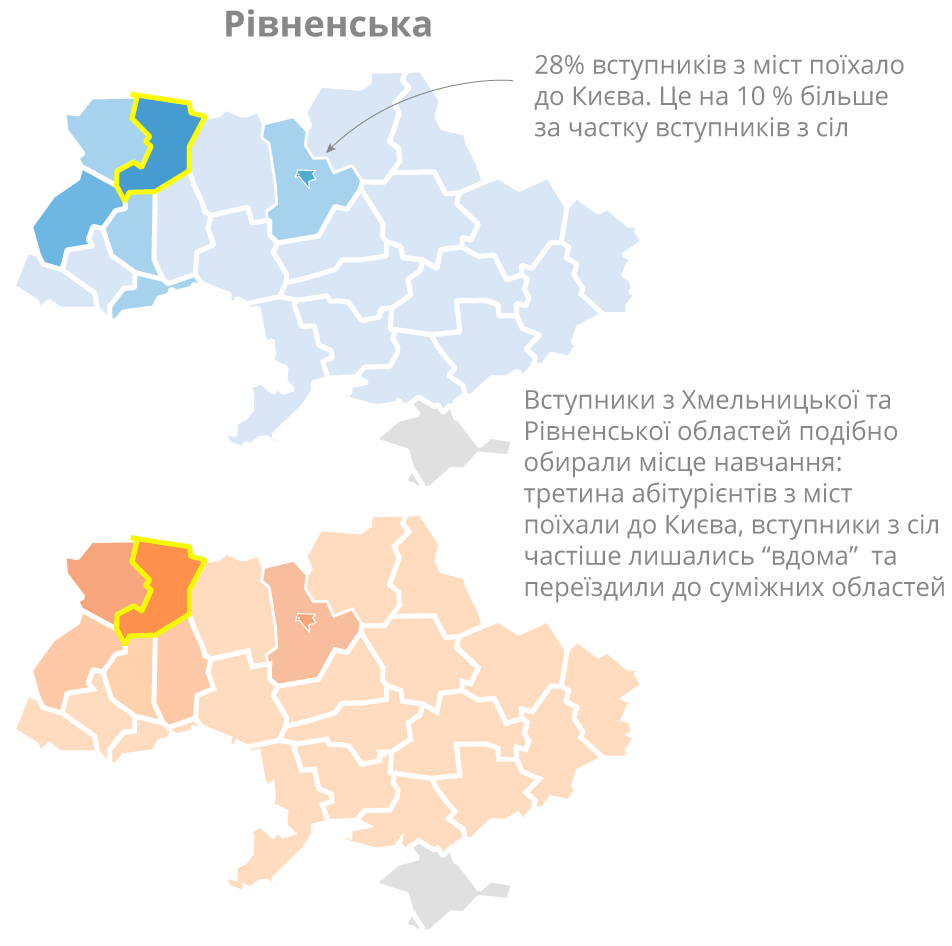 Рівненська
28% вступників з міст поїхало
до Києва. Це на 10 % більше
за частку вступників з сіл
Вступники з Хмельницької та
Рівненської областей подібно
обирали місце навчання:
третина абітурієнтів з міст
поїхали до Києва, вступники з сіл
частіше лишались “вдома” та
переїздили до суміжних областей